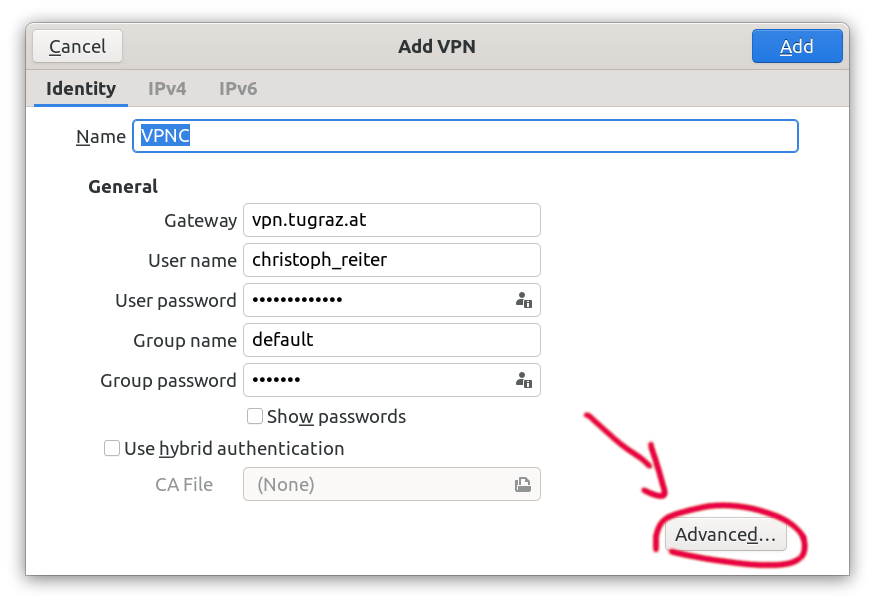 Cancel Add VPN Add
Identity IPv4 IPv6
Name VPNC
General
Gateway vpn.tugraz.at
User name christoph_reiter
User password •••••••••••••
Group name default
Group password •••••••
Show passwords
Use hybrid authentication
CA File (None)
Advanced...